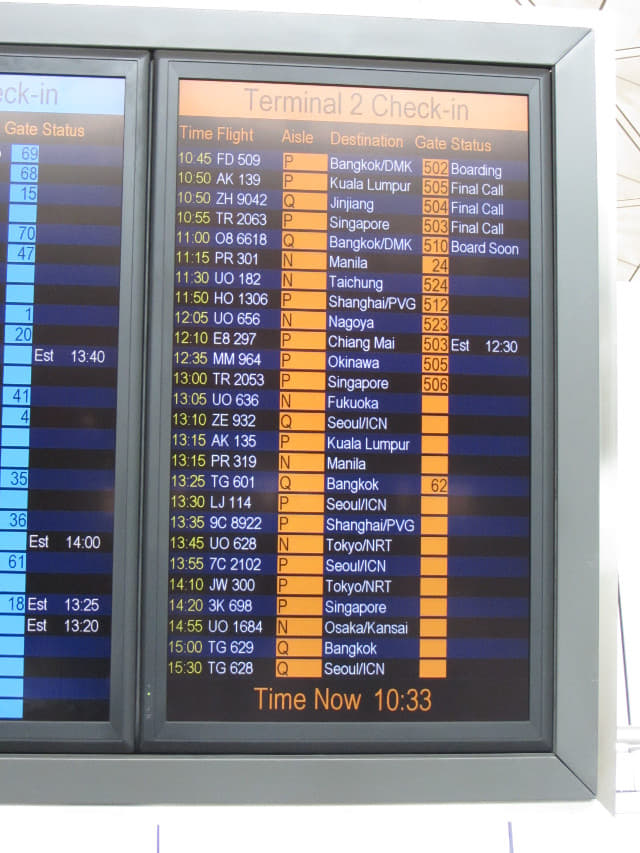 ck-in
Gate Status
69
68
15
70
47
1
20
Est 13:40
41
4
35
36
Est 14:00
61
18 Est 13:25
Est 13:20
Terminal 2 Check-in
Time Flight Aisle Destination Gate Status
10:45 FD 509 P Bangkok/DMK 502 Boarding
10:50 AK 139 P Kuala Lumpur 505 Final Call
10:50 ZH 9042 Q Jinjiang 504 Final Call
10:55 TR 2063 P Singapore 503 Final Call
11:00 O8 6618 Q Bangkok/DMK 510 Board Soon
11:15 PR 301 N Manila 24
11:30 UO 182 N Taichung 524
11:50 HO 1306 P Shanghai/PVG 512
12:05 UO 656 N Nagoya 523
12:10 E8 297 P Chiang Mai 503 Est 12:30
12:35 MM 964 P Okinawa 505
13:00 TR 2053 P Singapore 506
13:05 UO 636 N Fukuoka
13:10 ZE 932 Q Seoul/ICN
13:15 AK 135 P Kuala Lumpur
13:15 PR 319 N Manila
13:25 TG 601 Q Bangkok 62
13:30 LJ 114 P Seoul/ICN
13:35 9C 8922 P Shanghai/PVG
13:45 UO 628 N Tokyo/NRT
13:55 7C 2102 P Seoul/ICN
14:10 JW 300 P Tokyo/NRT
14:20 3K 698 P Singapore
14:55 UO 1684 N Osaka/Kansai
15:00 TG 629 Q Bangkok
15:30 TG 628 Q Seoul/ICN
Time Now 10:33